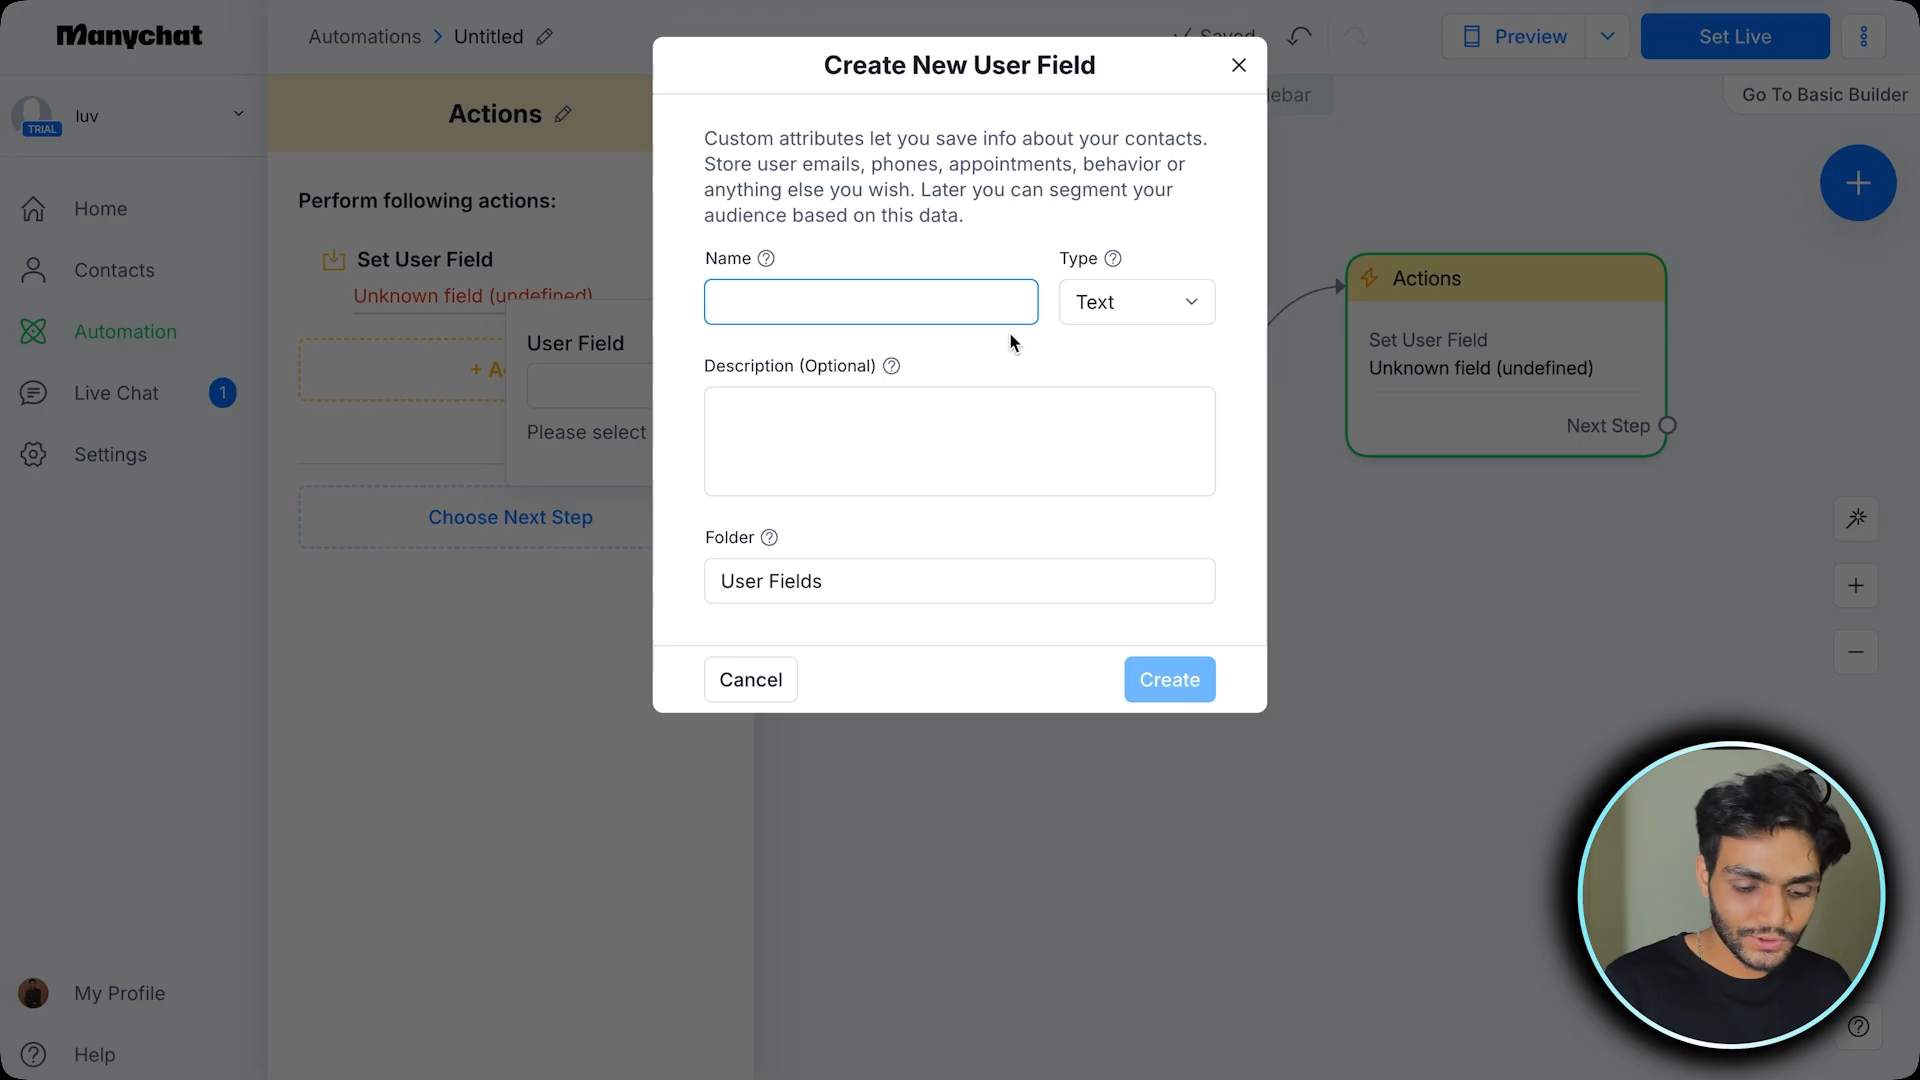 Manychat
Automations > Untitled
Saved
Preview
Set Live
luv
TRIAL
Home
Contacts
Automation
Live Chat
1
Settings
My Profile
Help
Actions
Perform following actions:
Set User Field
Unknown field (undefined)
User Field
Please select
Choose Next Step
Create New User Field
Custom attributes let you save info about your contacts.
Store user emails, phones, appointments, behavior or
anything else you wish. Later you can segment your
audience based on this data.
Name
Type
Text
Description (Optional)
Folder
User Fields
Cancel
Create
Go To Basic Builder
Actions
Set User Field
Unknown field (undefined)
Next Step